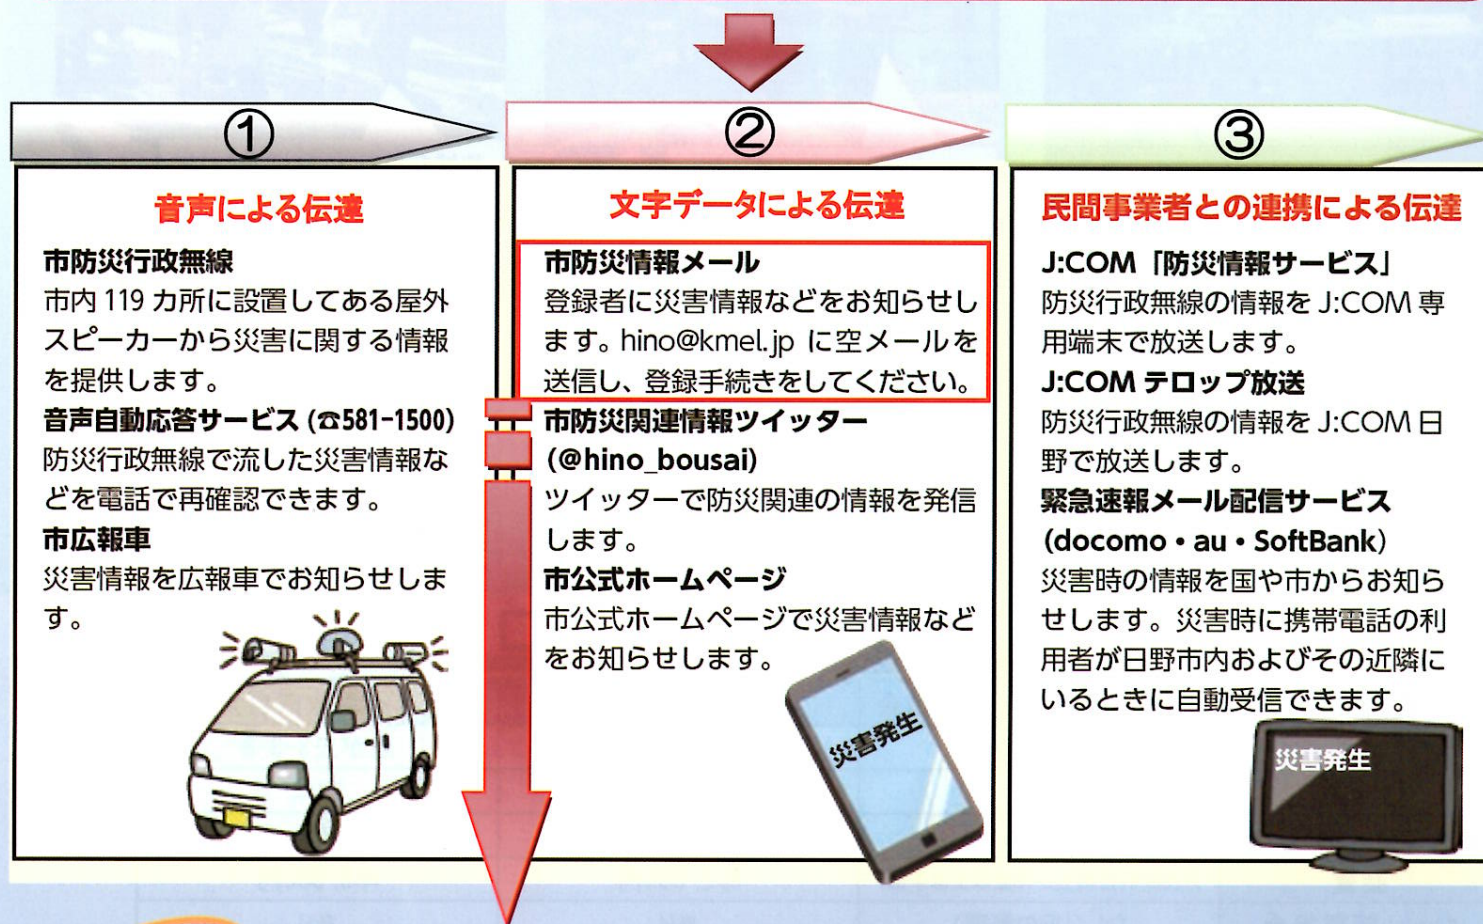 ①
音声による伝達
市防災行政無線
市内 119 カ所に設置してある屋外
スピーカーから災害に関する情報
を提供します。
音声自動応答サービス (☎581-1500)
防災行政無線で流した災害情報な
どを電話で再確認できます。
市広報車
災害情報を広報車でお知らせしま
す。
②
文字データによる伝達
市防災情報メール
登録者に災害情報などをお知らせし
ます。hino@kmel.jp に空メールを
送信し、登録手続きをしてください。
市防災関連情報ツイッター
(@hino_bousai)
ツイッターで防災関連の情報を発信
します。
市公式ホームページ
市公式ホームページで災害情報など
をお知らせします。
災害発生
③
民間事業者との連携による伝達
J:COM「防災情報サービス」
防災行政無線の情報を J:COM 専
用端末で放送します。
J:COM テロップ放送
防災行政無線の情報を J:COM 日
野で放送します。
緊急速報メール配信サービス
(docomo・au・SoftBank)
災害時の情報を国や市からお知ら
せします。災害時に携帯電話の利
用者が日野市内およびその近隣に
いるときに自動受信できます。
災害発生